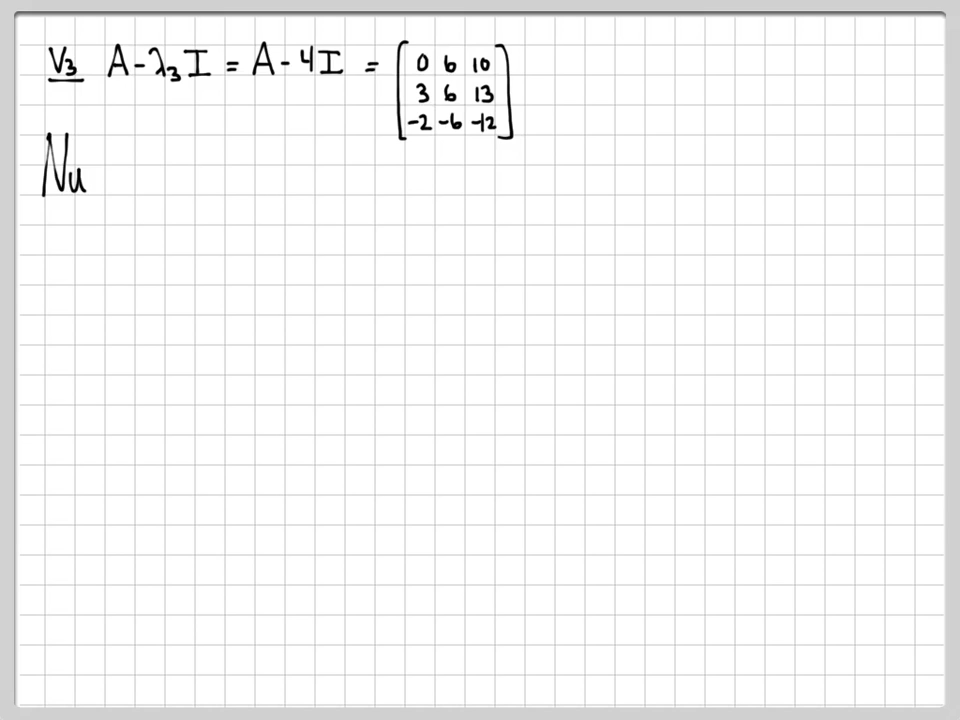 V₃ A - λ₃ I = A - 4I = [0 6 10
3 6 13
-2 -6 -12]
Nu